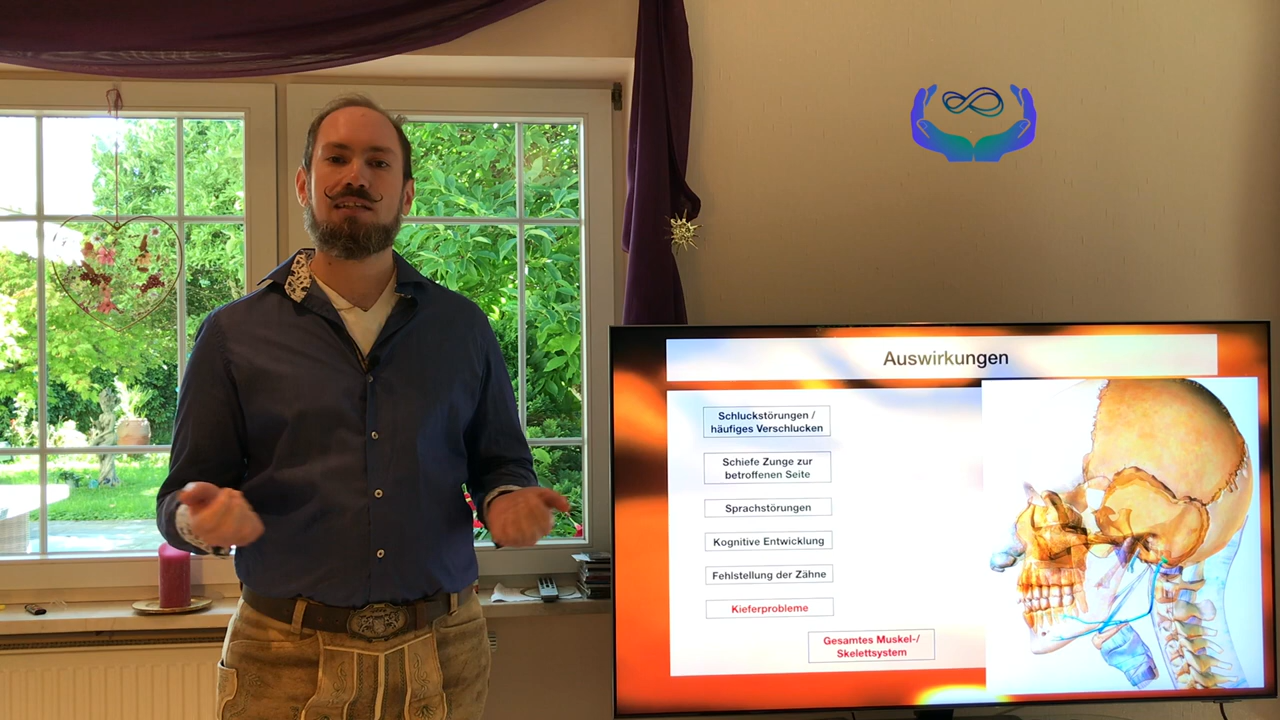 Auswirkungen
Schluckstörungen /
häufiges Verschlucken
Schiefe Zunge zur
betroffenen Seite
Sprachstörungen
Kognitive Entwicklung
Fehlstellung der Zähne
Kieferprobleme
Gesamtes Muskel-/
Skelettsystem